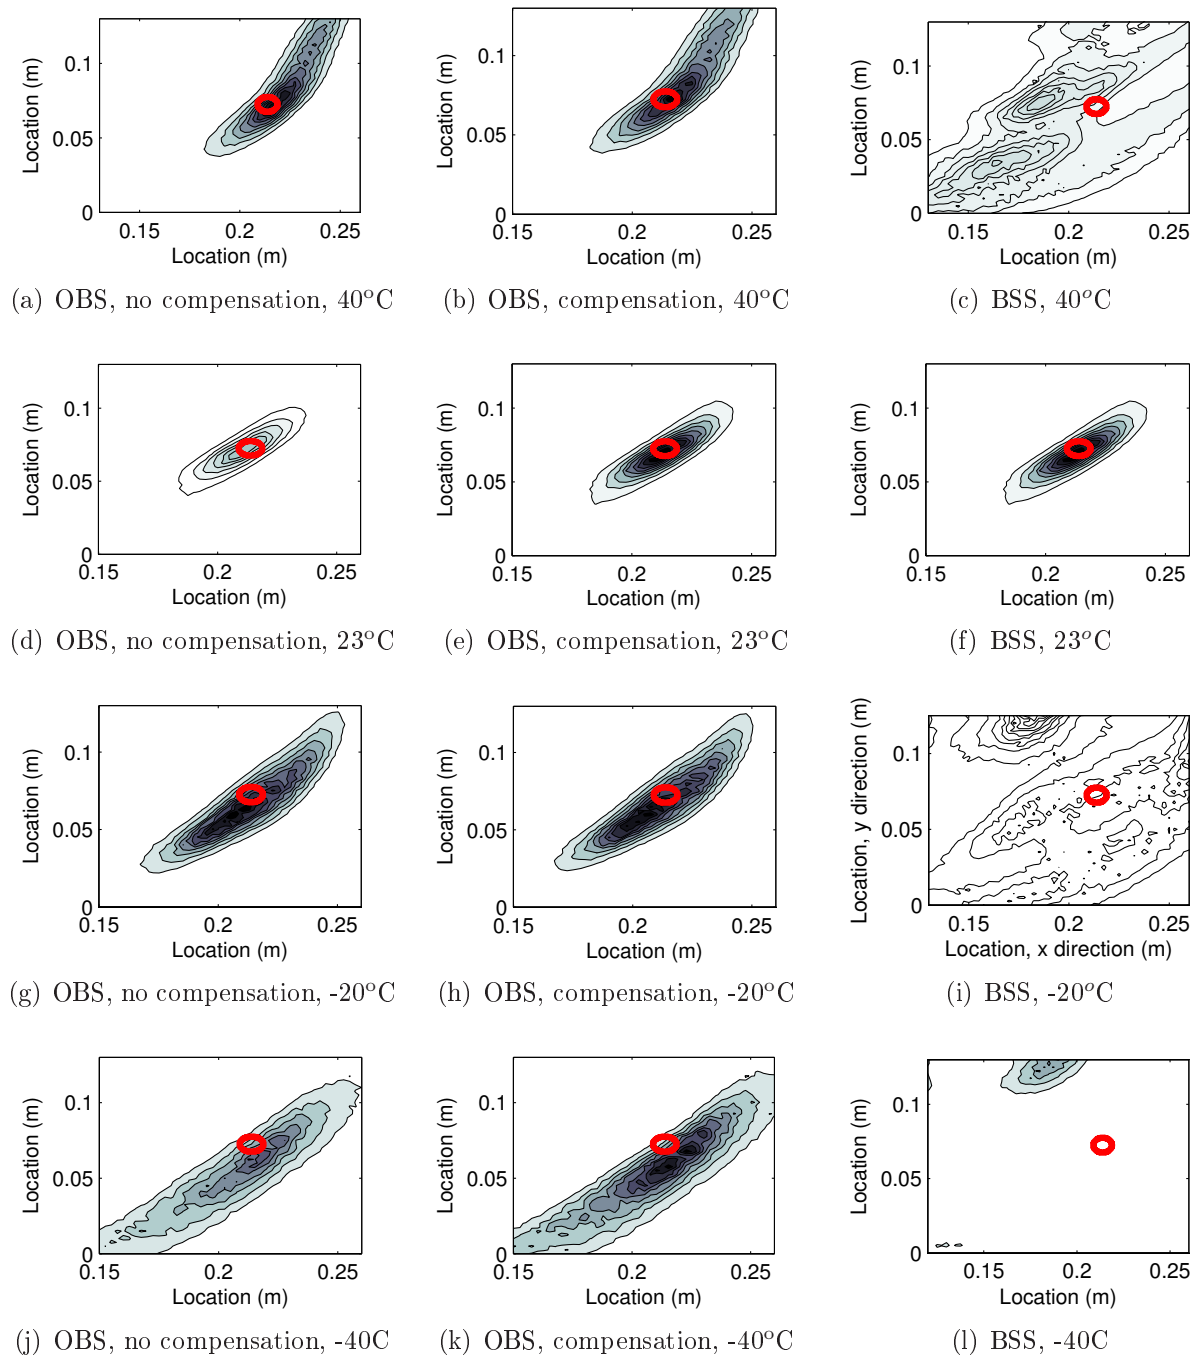 Location (m)
0.1
0.05
0
0.15 0.2 0.25
Location (m)
(a) OBS, no compensation, 40°C
Location (m)
0.1
0.05
0
0.15 0.2 0.25
Location (m)
(b) OBS, compensation, 40°C
Location (m)
0.1
0.05
0
0.15 0.2 0.25
Location (m)
(c) BSS, 40°C
Location (m)
0.1
0.05
0
0.15 0.2 0.25
Location (m)
(d) OBS, no compensation, 23°C
Location (m)
0.1
0.05
0
0.15 0.2 0.25
Location (m)
(e) OBS, compensation, 23°C
Location (m)
0.1
0.05
0
0.15 0.2 0.25
Location (m)
(f) BSS, 23°C
Location (m)
0.1
0.05
0
0.15 0.2 0.25
Location (m)
(g) OBS, no compensation, -20°C
Location (m)
0.1
0.05
0
0.15 0.2 0.25
Location (m)
(h) OBS, compensation, -20°C
Location, y direction (m)
0.1
0.05
0
0.15 0.2 0.25
Location, x direction (m)
(i) BSS, -20°C
Location (m)
0.1
0.05
0
0.15 0.2 0.25
Location (m)
(j) OBS, no compensation, -40C
Location (m)
0.1
0.05
0
0.15 0.2 0.25
Location (m)
(k) OBS, compensation, -40°C
Location (m)
0.1
0.05
0
0.15 0.2 0.25
Location (m)
(l) BSS, -40C